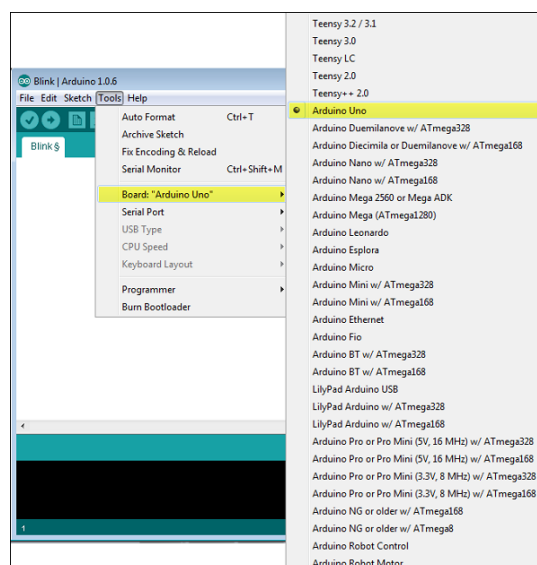 Blink | Arduino 1.0.6
File Edit Sketch Tools Help
Blink §
Auto Format Ctrl+T
Archive Sketch
Fix Encoding & Reload
Serial Monitor Ctrl+Shift+M
Board: "Arduino Uno"
Serial Port
USB Type
CPU Speed
Keyboard Layout
Programmer
Burn Bootloader
1
Teensy 3.2 / 3.1
Teensy 3.0
Teensy LC
Teensy 2.0
Teensy++ 2.0
Arduino Uno
Arduino Duemilanove w/ ATmega328
Arduino Diecimila or Duemilanove w/ ATmega168
Arduino Nano w/ ATmega328
Arduino Nano w/ ATmega168
Arduino Mega 2560 or Mega ADK
Arduino Mega (ATmega1280)
Arduino Leonardo
Arduino Esplora
Arduino Micro
Arduino Mini w/ ATmega328
Arduino Mini w/ ATmega168
Arduino Ethernet
Arduino Fio
Arduino BT w/ ATmega328
Arduino BT w/ ATmega168
LilyPad Arduino USB
LilyPad Arduino w/ ATmega328
LilyPad Arduino w/ ATmega168
Arduino Pro or Pro Mini (5V, 16 MHz) w/ ATmega328
Arduino Pro or Pro Mini (5V, 16 MHz) w/ ATmega168
Arduino Pro or Pro Mini (3.3V, 8 MHz) w/ ATmega328
Arduino Pro or Pro Mini (3.3V, 8 MHz) w/ ATmega168
Arduino NG or older w/ ATmega168
Arduino NG or older w/ ATmega8
Arduino Robot Control
Arduino Robot Motor